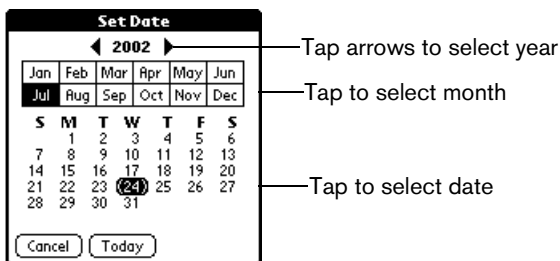 Set Date
2002
Tap arrows to select year
Jan Feb Mar Apr May Jun
Jul Aug Sep Oct Nov Dec
Tap to select month
S M T W T F S
1 2 3 4 5 6
7 8 9 10 11 12 13
14 15 16 17 18 19 20
21 22 23 24 25 26 27
Tap to select date
28 29 30 31
Cancel Today